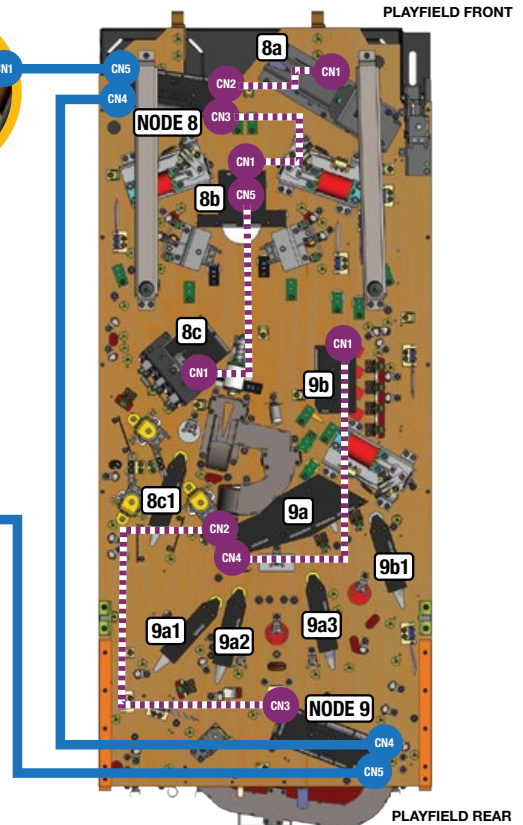 PLAYFIELD FRONT
8a
CN1
CN5
CN2
CN1
CN4
NODE 8
CN3
CN1
8b
CN5
8c
CN1
CN1
9b
8c1
9a
CN2
CN4
9b1
9a1
9a2
9a3
CN3
NODE 9
CN4
CN5
PLAYFIELD REAR